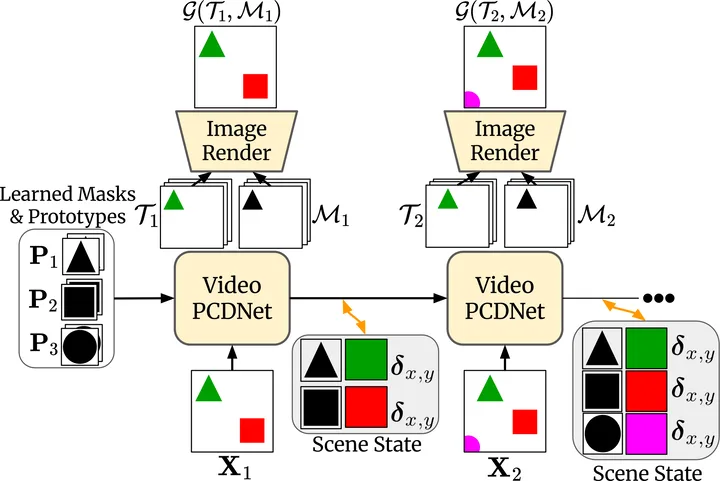 𝒢(𝒯₁, ℳ₁)
𝒢(𝒯₂, ℳ₂)
Image
Render
Image
Render
Learned Masks
& Prototypes
𝒯₁
ℳ₁
𝒯₂
ℳ₂
P₁
P₂
P₃
Video
PCDNet
Video
PCDNet
δx,y
δx,y
Scene State
δx,y
δx,y
δx,y
Scene State
X₁
X₂